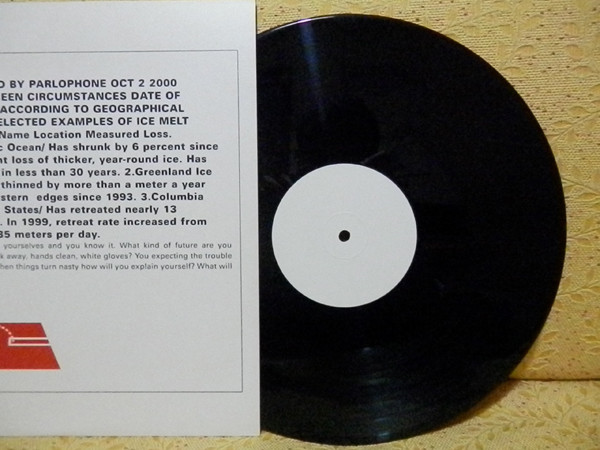 D BY PARLOPHONE OCT 2 2000
EEN CIRCUMSTANCES DATE OF
ACCORDING TO GEOGRAPHICAL
ELECTED EXAMPLES OF ICE MELT
Name Location Measured Loss.
c Ocean/ Has shrunk by 6 percent since
nt loss of thicker, year-round ice. Has
in less than 30 years. 2.Greenland Ice
thinned by more than a meter a year
stern edges since 1993. 3.Columbia
States/ Has retreated nearly 13
. In 1999, retreat rate increased from
35 meters per day.
yourselves and you know it. What kind of future are you
k away, hands clean, white gloves? You expecting the trouble
hen things turn nasty how will you explain yourself? What will